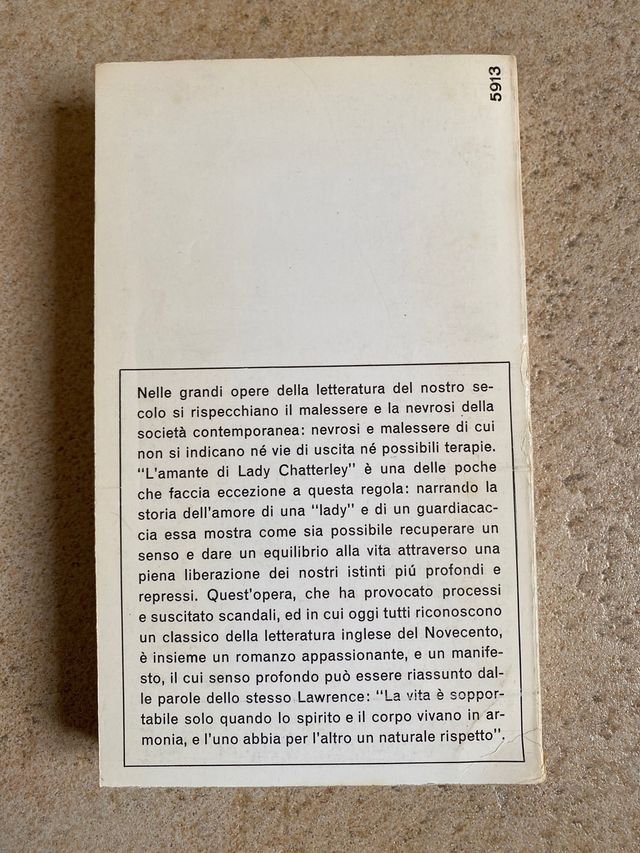 5913
Nelle grandi opere della letteratura del nostro se-
colo si rispecchiano il malessere e la nevrosi della
società contemporanea: nevrosi e malessere di cui
non si indicano né vie di uscita né possibili terapie.
"L'amante di Lady Chatterley" è una delle poche
che faccia eccezione a questa regola: narrando la
storia dell'amore di una "lady" e di un guardiacac-
cia essa mostra come sia possibile recuperare un
senso e dare un equilibrio alla vita attraverso una
piena liberazione dei nostri istinti piú profondi e
repressi. Quest'opera, che ha provocato processi
e suscitato scandali, ed in cui oggi tutti riconoscono
un classico della letteratura inglese del Novecento,
è insieme un romanzo appassionante, e un manife-
sto, il cui senso profondo può essere riassunto dal-
le parole dello stesso Lawrence: "La vita è soppor-
tabile solo quando lo spirito e il corpo vivano in ar-
monia, e l'uno abbia per l'altro un naturale rispetto".